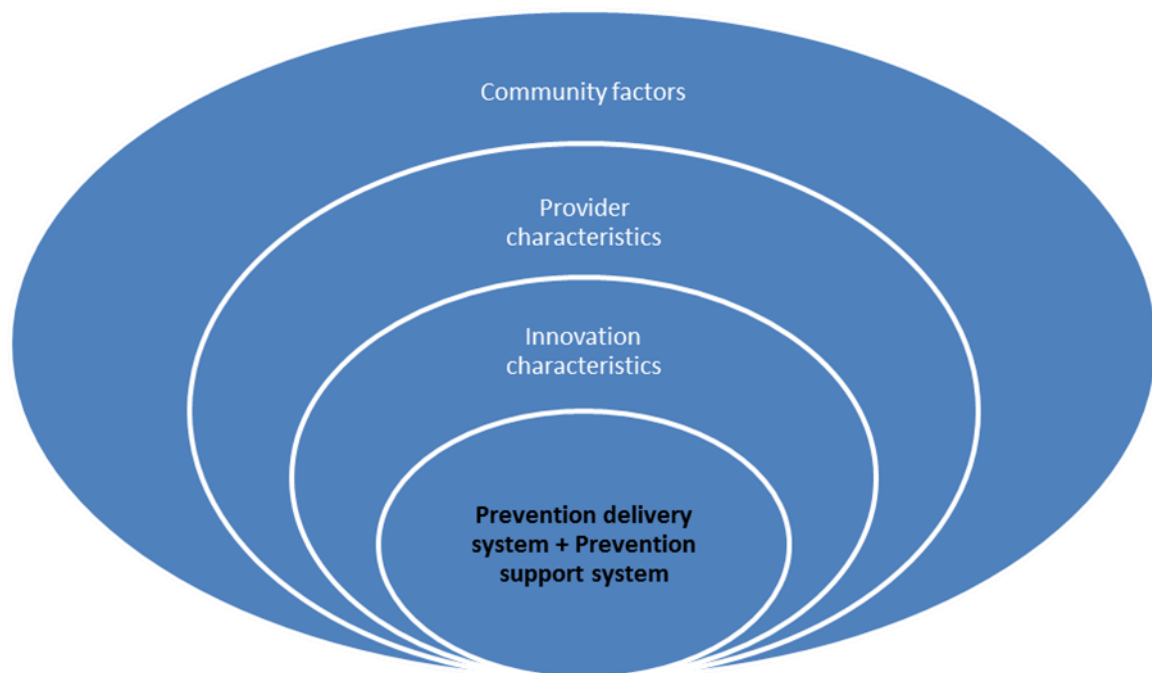 Community factors
Provider
characteristics
Innovation
characteristics
Prevention delivery
system + Prevention
support system